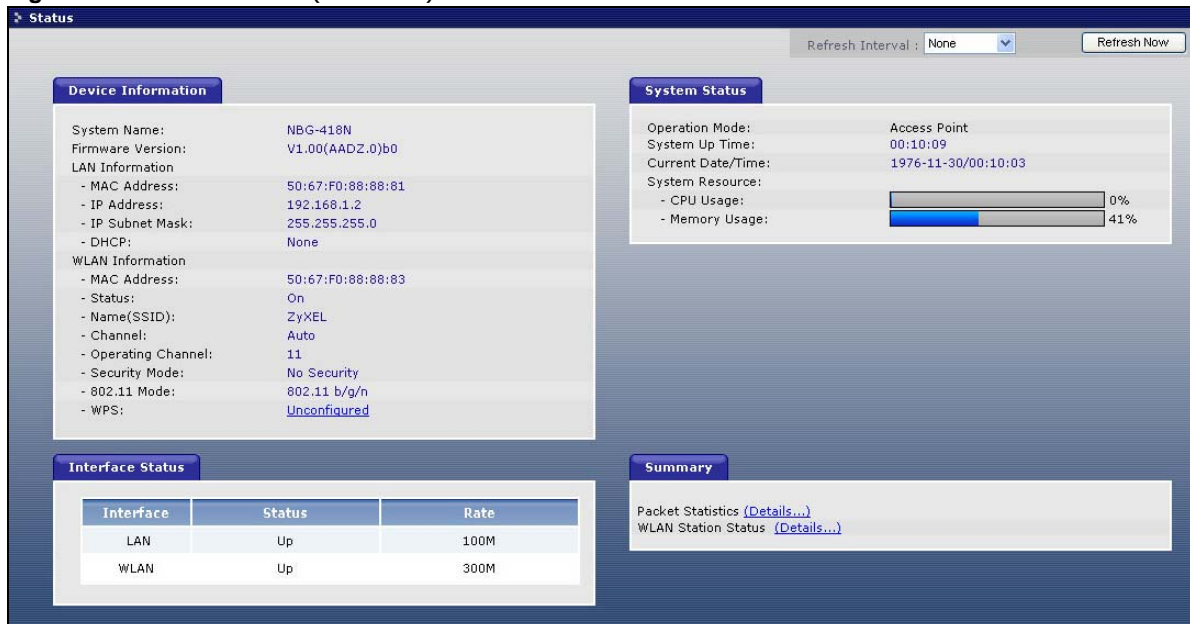 Status
Refresh Interval : None
Refresh Now
Device Information
System Name: NBG-418N
Firmware Version: V1.00(AADZ.0)b0
LAN Information
- MAC Address: 50:67:F0:88:88:81
- IP Address: 192.168.1.2
- IP Subnet Mask: 255.255.255.0
- DHCP: None
WLAN Information
- MAC Address: 50:67:F0:88:88:83
- Status: On
- Name(SSID): ZyXEL
- Channel: Auto
- Operating Channel: 11
- Security Mode: No Security
- 802.11 Mode: 802.11 b/g/n
- WPS: Unconfigured
System Status
Operation Mode: Access Point
System Up Time: 00:10:09
Current Date/Time: 1976-11-30/00:10:03
System Resource:
- CPU Usage: 0%
- Memory Usage: 41%
Interface Status
Interface Status Rate
LAN Up 100M
WLAN Up 300M
Summary
Packet Statistics (Details...)
WLAN Station Status (Details...)